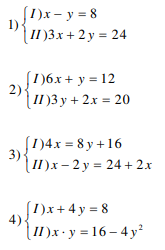 1) I)x − y = 8
II)3x + 2y = 24
2) I)6x + y = 12
II)3y + 2x = 20
3) I)4x = 8y + 16
II)x − 2y = 24 + 2x
4) I)x + 4y = 8
II)x · y = 16 − 4y²